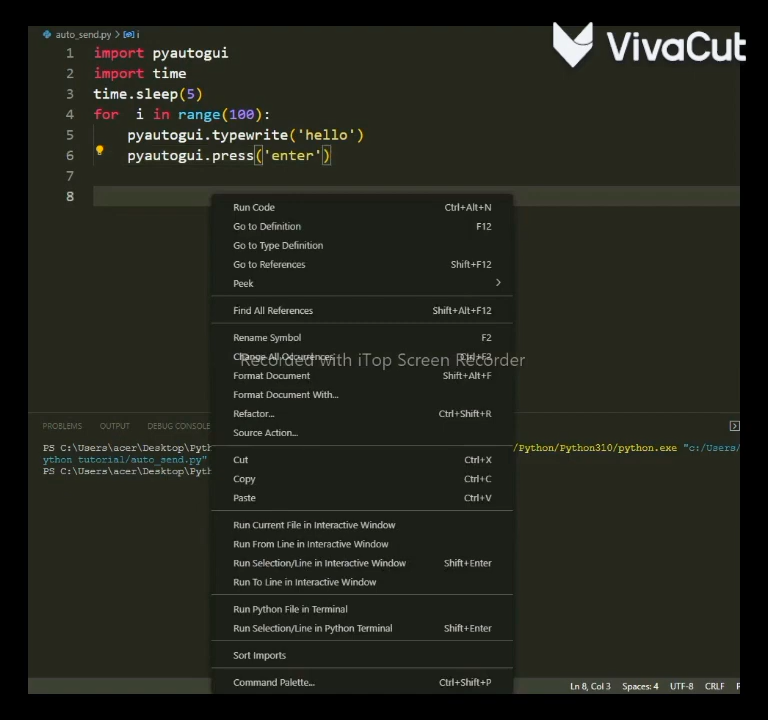 auto_send.py > i
VivaCut
1 import pyautogui
2 import time
3 time.sleep(5)
4 for i in range(100):
5 pyautogui.typewrite('hello')
6 pyautogui.press('enter')
7
8
Run Code Ctrl+Alt+N
Go to Definition F12
Go to Type Definition
Go to References Shift+F12
Peek >
Find All References Shift+Alt+F12
Rename Symbol F2
Change All Occurrences Ctrl+F2
Recorded with iTop Screen Recorder
Format Document Shift+Alt+F
Format Document With...
Refactor... Ctrl+Shift+R
Source Action...
PROBLEMS OUTPUT DEBUG CONSOLE
PS C:\Users\acer\Desktop\Pyth /Python/Python310/python.exe "c:/Users/
ython tutorial/auto_send.py"
PS C:\Users\acer\Desktop\Pyth
Cut Ctrl+X
Copy Ctrl+C
Paste Ctrl+V
Run Current File in Interactive Window
Run From Line in Interactive Window
Run Selection/Line in Interactive Window Shift+Enter
Run To Line in Interactive Window
Run Python File in Terminal
Run Selection/Line in Python Terminal Shift+Enter
Sort Imports
Command Palette... Ctrl+Shift+P
Ln 8, Col 3 Spaces: 4 UTF-8 CRLF